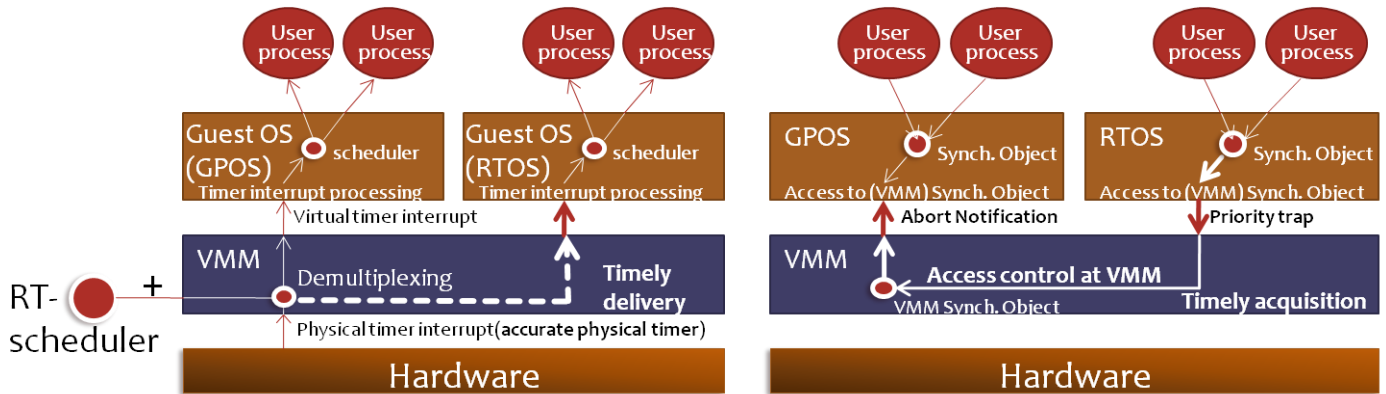 User
process
User
process
User
process
User
process
Guest OS
(GPOS)
scheduler
Timer interrupt processing
Guest OS
(RTOS)
scheduler
Timer interrupt processing
Virtual timer interrupt
VMM
Demultiplexing
Timely
delivery
RT-
scheduler
+
Physical timer interrupt(accurate physical timer)
Hardware
User
process
User
process
User
process
User
process
GPOS
Synch. Object
Access to (VMM) Synch. Object
RTOS
Synch. Object
Access to (VMM) Synch. Object
Abort Notification
Priority trap
VMM
Access control at VMM
VMM Synch. Object
Timely acquisition
Hardware